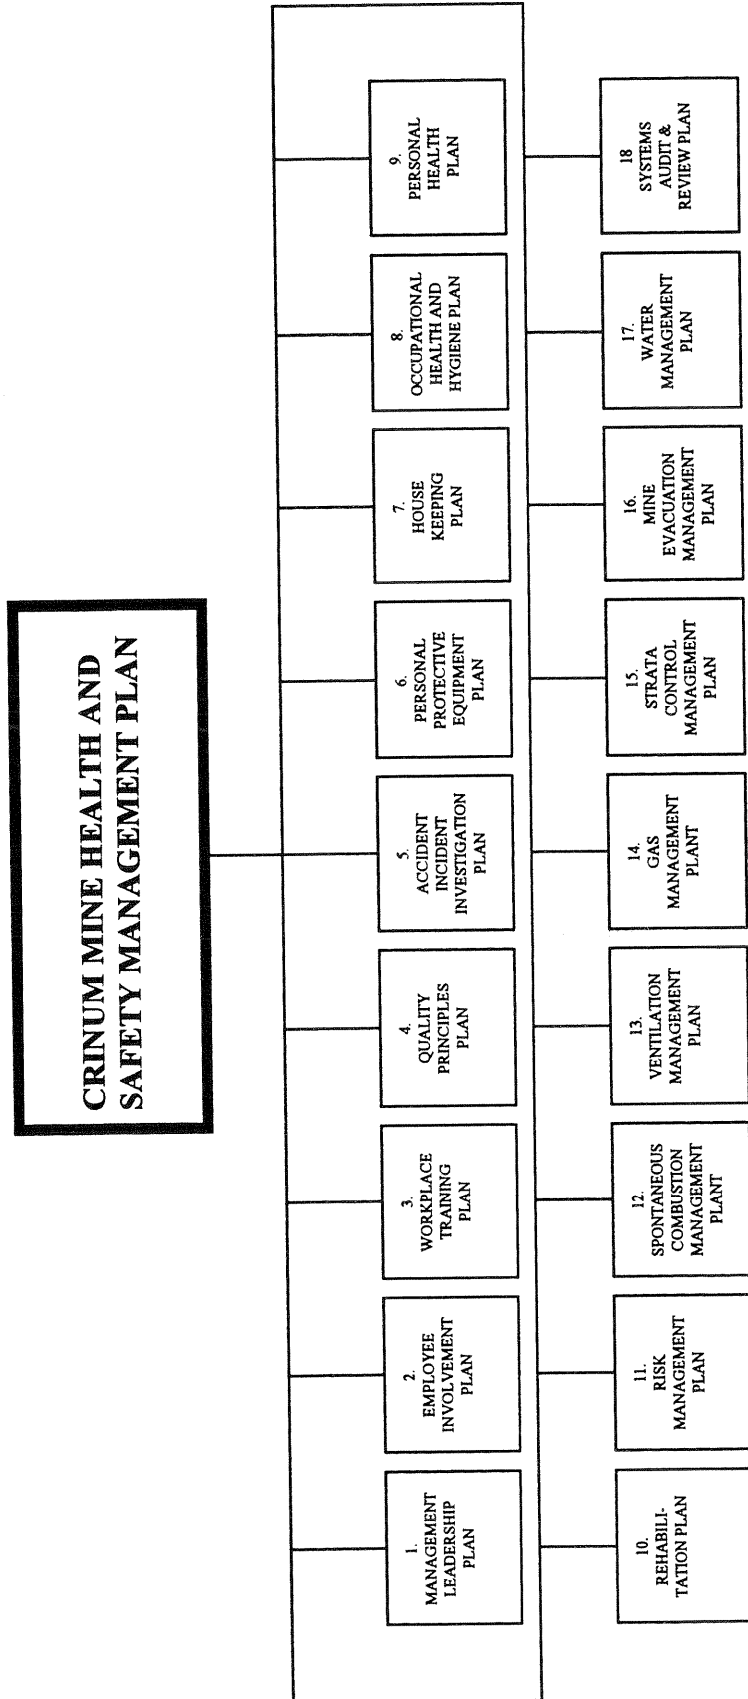 CRINUM MINE HEALTH AND
SAFETY MANAGEMENT PLAN
1.
MANAGEMENT
LEADERSHIP
PLAN
2.
EMPLOYEE
INVOLVEMENT
PLAN
3.
WORKPLACE
TRAINING
PLAN
4.
QUALITY
PRINCIPLES
PLAN
5.
ACCIDENT
INCIDENT
INVESTIGATION
PLAN
6.
PERSONAL
PROTECTIVE
EQUIPMENT
PLAN
7.
HOUSE
KEEPING
PLAN
8.
OCCUPATIONAL
HEALTH AND
HYGIENE PLAN
9.
PERSONAL
HEALTH
PLAN
10.
REHABILI-
TATION PLAN
11.
RISK
MANAGEMENT
PLAN
12.
SPONTANEOUS
COMBUSTION
MANAGEMENT
PLANT
13.
VENTILATION
MANAGEMENT
PLAN
14.
GAS
MANAGEMENT
PLANT
15.
STRATA
CONTROL
MANAGEMENT
PLAN
16.
MINE
EVACUATION
MANAGEMENT
PLAN
17.
WATER
MANAGEMENT
PLAN
18
SYSTEMS
AUDIT &
REVIEW PLAN